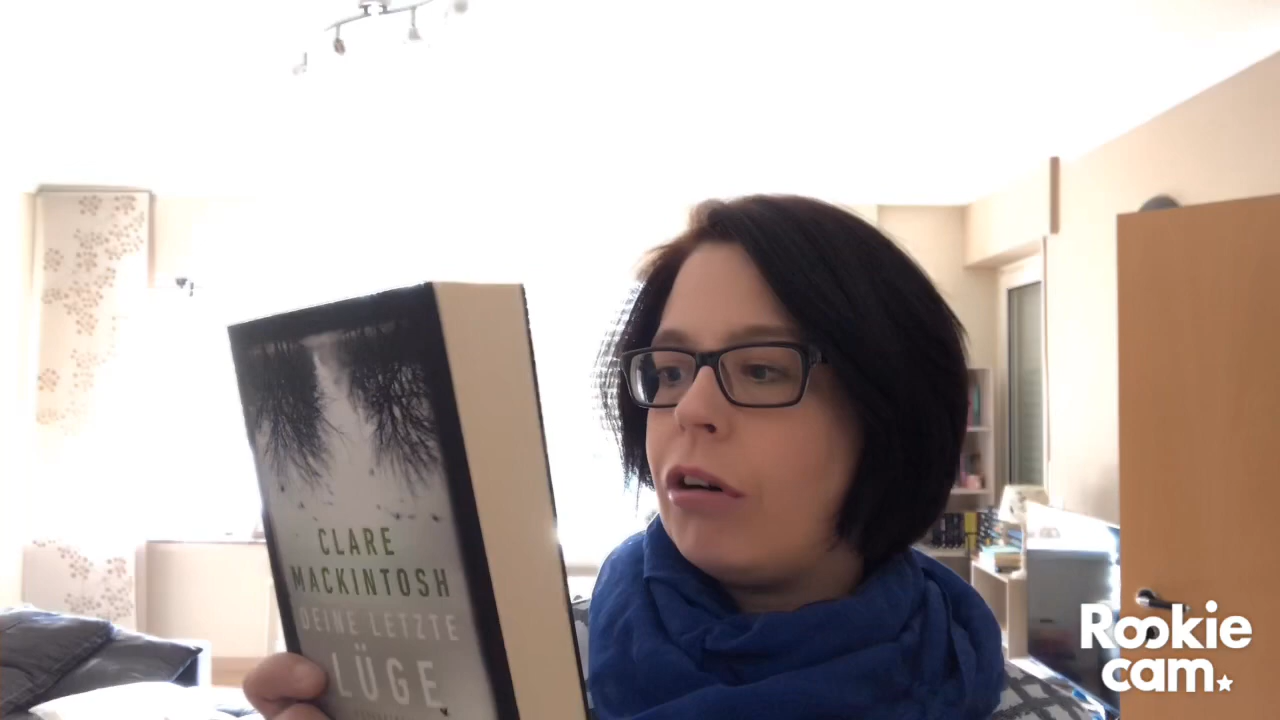 CLARE
MACKINTOSH
DEINE LETZTE
LÜGE
Rookie
cam.